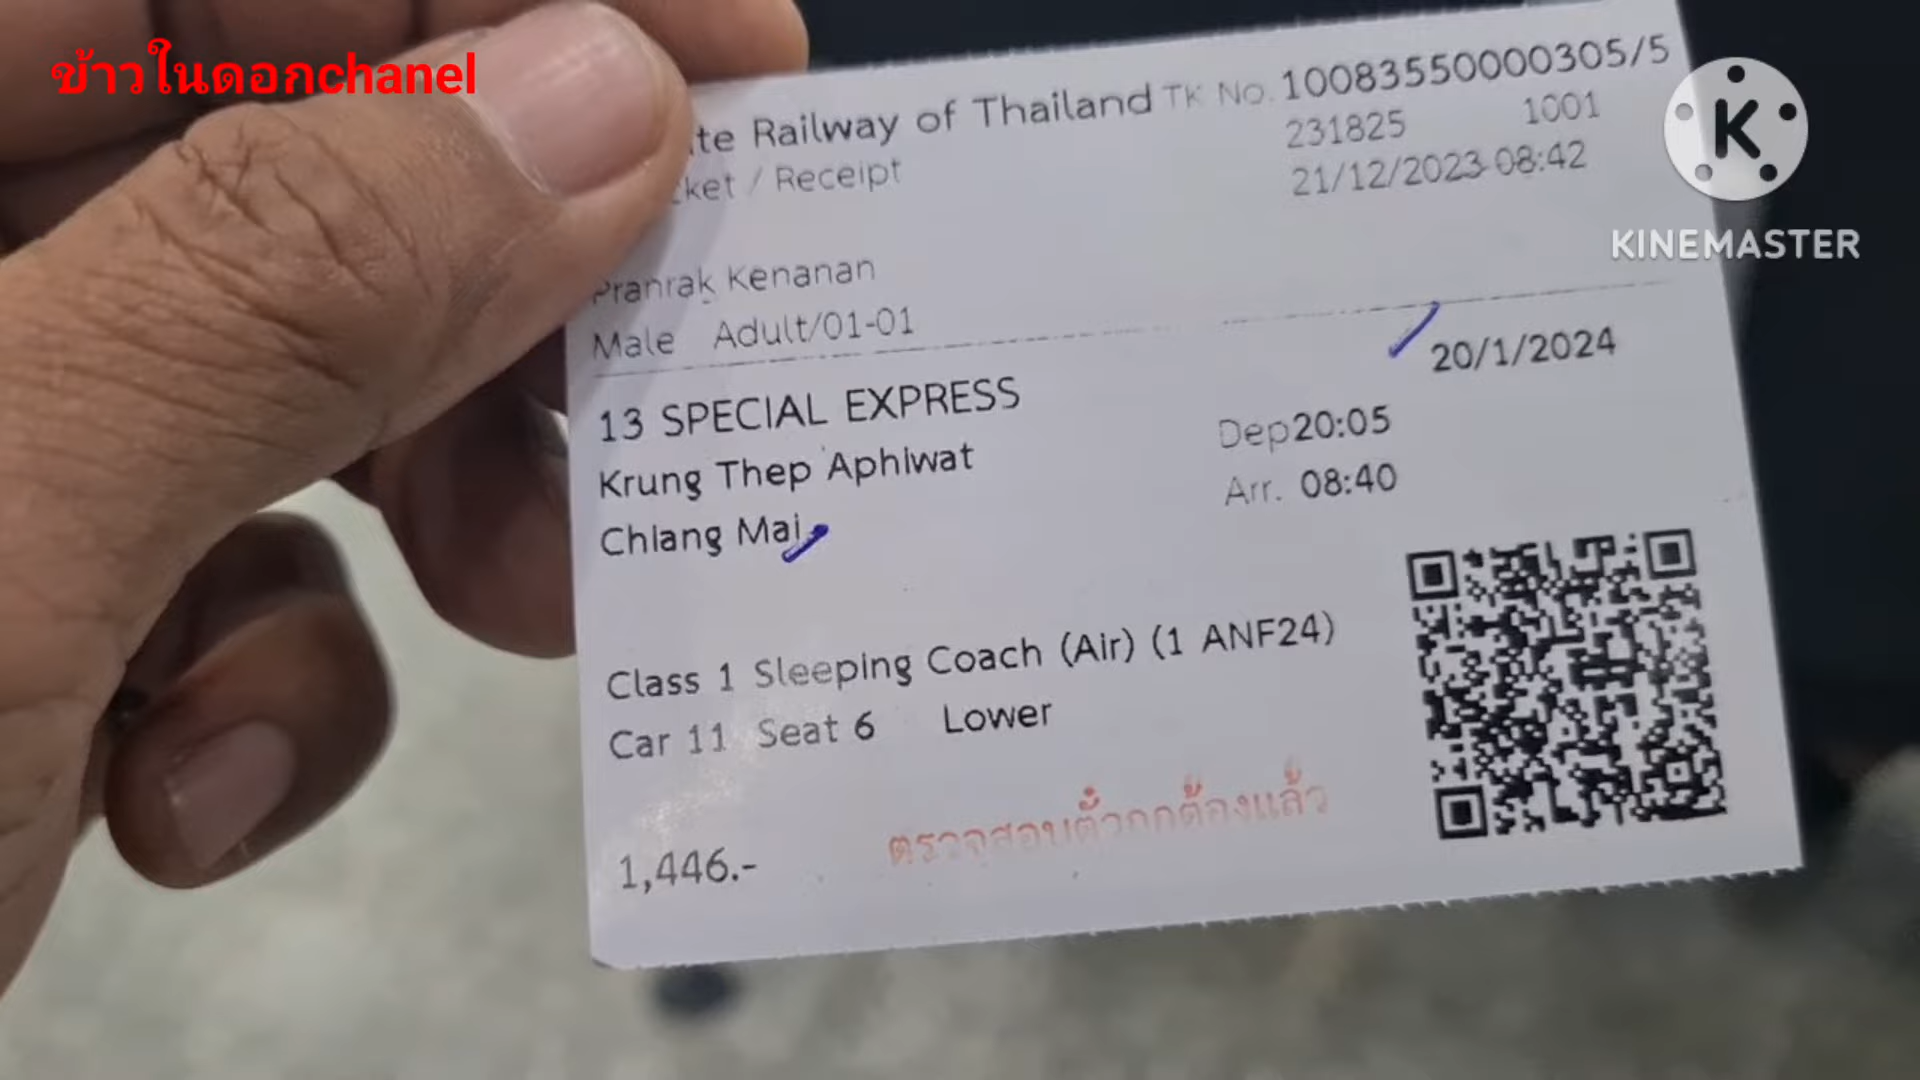 ข้าวในดอกchanel
te Railway of Thailand TK No. 10083550000305/5
ket / Receipt 231825 1001
21/12/2023 08:42
K
KINEMASTER
Pranrak Kenanan
Male Adult/01-01
20/1/2024
13 SPECIAL EXPRESS
Krung Thep Aphiwat Dep20:05
Chiang Mai Arr. 08:40
Class 1 Sleeping Coach (Air) (1 ANF24)
Car 11 Seat 6 Lower
ตรวจสอบตั๋วถูกต้องแล้ว
1,446.-